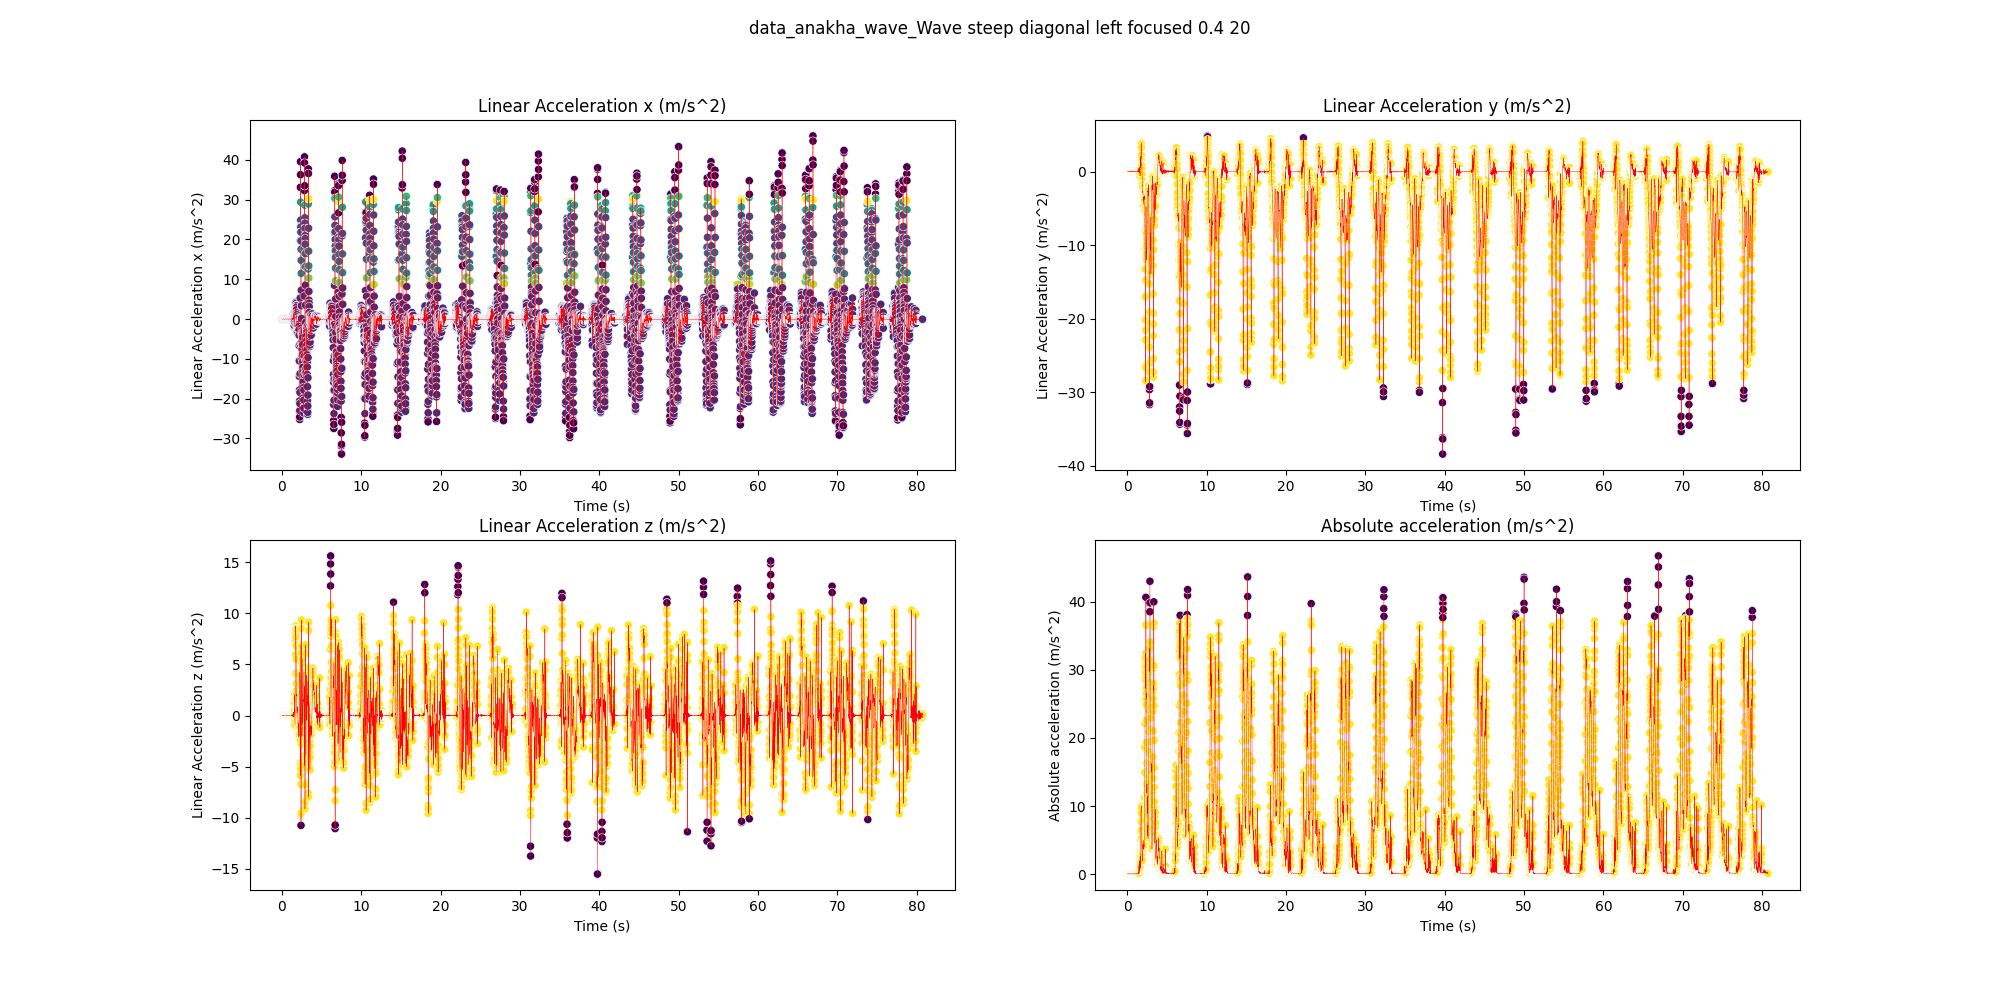 data_anakha_wave_Wave steep diagonal left focused 0.4 20
Linear Acceleration x (m/s^2)
Linear Acceleration x (m/s^2)
40
30
20
10
0
−10
−20
−30
0 10 20 30 40 50 60 70 80
Time (s)
Linear Acceleration y (m/s^2)
Linear Acceleration y (m/s^2)
0
−10
−20
−30
−40
0 10 20 30 40 50 60 70 80
Time (s)
Linear Acceleration z (m/s^2)
Linear Acceleration z (m/s^2)
15
10
5
0
−5
−10
−15
0 10 20 30 40 50 60 70 80
Time (s)
Absolute acceleration (m/s^2)
Absolute acceleration (m/s^2)
40
30
20
10
0
0 10 20 30 40 50 60 70 80
Time (s)